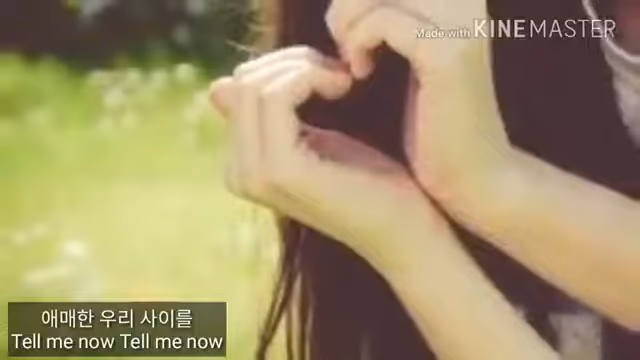 Made with KINEMASTER
애매한 우리 사이를
Tell me now Tell me now